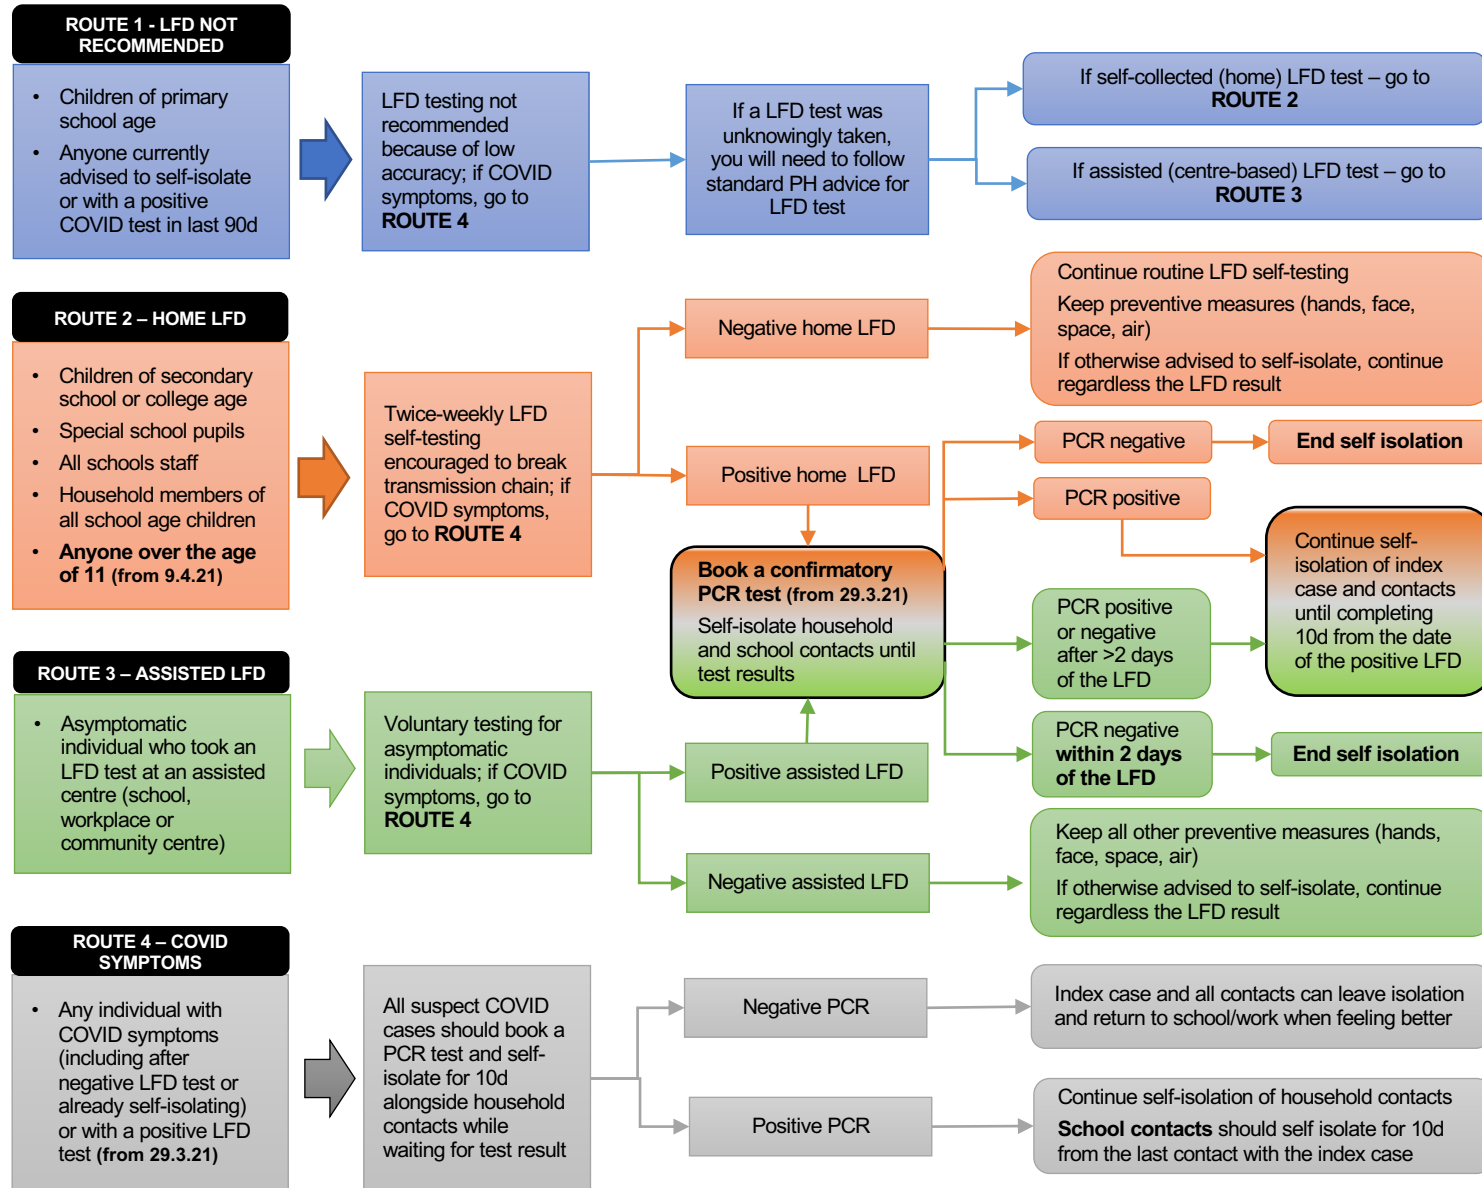 ROUTE 1 - LFD NOT
RECOMMENDED
• Children of primary
school age
• Anyone currently
advised to self-isolate
or with a positive
COVID test in last 90d
LFD testing not
recommended
because of low
accuracy; if COVID
symptoms, go to
ROUTE 4
If a LFD test was
unknowingly taken,
you will need to follow
standard PH advice for
LFD test
If self-collected (home) LFD test – go to
ROUTE 2
If assisted (centre-based) LFD test – go to
ROUTE 3
ROUTE 2 – HOME LFD
• Children of secondary
school or college age
• Special school pupils
• All schools staff
• Household members of
all school age children
• Anyone over the age
of 11 (from 9.4.21)
Twice-weekly LFD
self-testing
encouraged to break
transmission chain; if
COVID symptoms,
go to ROUTE 4
Negative home LFD
Continue routine LFD self-testing
Keep preventive measures (hands, face,
space, air)
If otherwise advised to self-isolate, continue
regardless the LFD result
Positive home LFD
Book a confirmatory
PCR test (from 29.3.21)
Self-isolate household
and school contacts until
test results
PCR negative
End self isolation
PCR positive
Continue self-
isolation of index
case and contacts
until completing
10d from the date
of the positive LFD
PCR positive
or negative
after >2 days
of the LFD
PCR negative
within 2 days
of the LFD
End self isolation
ROUTE 3 – ASSISTED LFD
• Asymptomatic
individual who took an
LFD test at an assisted
centre (school,
workplace or
community centre)
Voluntary testing for
asymptomatic
individuals; if COVID
symptoms, go to
ROUTE 4
Positive assisted LFD
Negative assisted LFD
Keep all other preventive measures (hands,
face, space, air)
If otherwise advised to self-isolate, continue
regardless the LFD result
ROUTE 4 – COVID
SYMPTOMS
• Any individual with
COVID symptoms
(including after
negative LFD test or
already self-isolating)
or with a positive LFD
test (from 29.3.21)
All suspect COVID
cases should book a
PCR test and self-
isolate for 10d
alongside household
contacts while
waiting for test result
Negative PCR
Index case and all contacts can leave isolation
and return to school/work when feeling better
Positive PCR
Continue self-isolation of household contacts
School contacts should self isolate for 10d
from the last contact with the index case